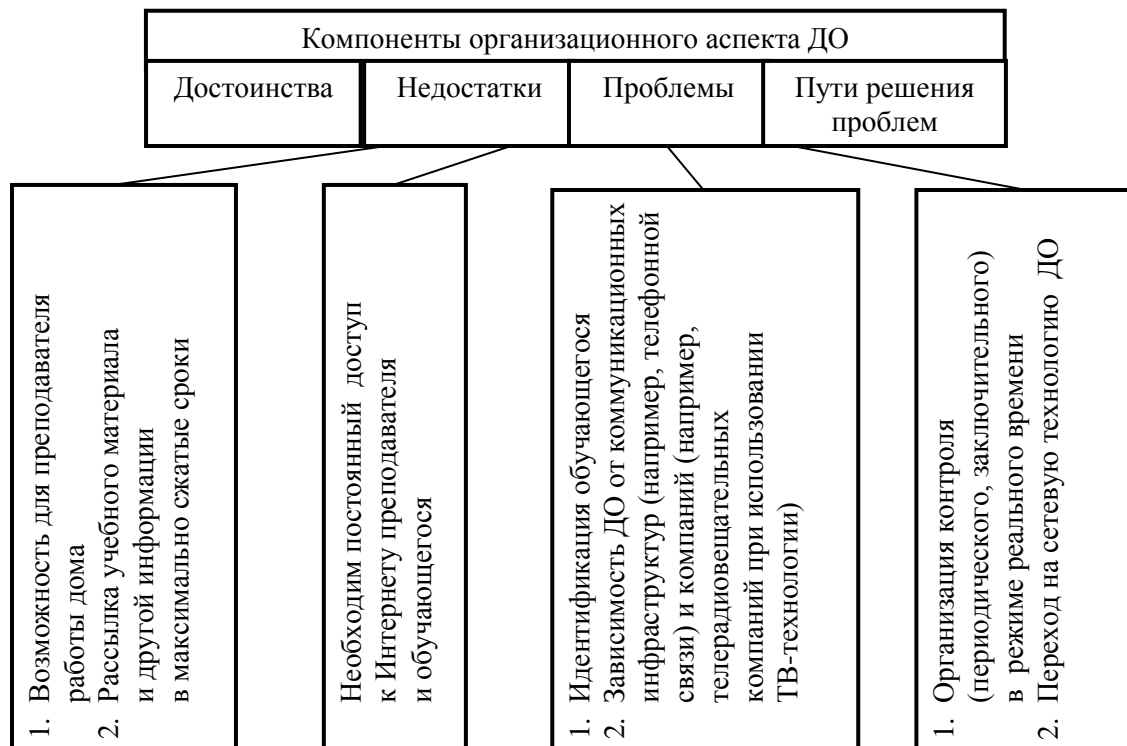 Компоненты организационного аспекта ДО
Достоинства
Недостатки
Проблемы
Пути решения
проблем
1. Возможность для преподавателя
работы дома
2. Рассылка учебного материала
и другой информации
в максимально сжатые сроки
Необходим постоянный доступ
к Интернету преподавателя
и обучающегося
1. Идентификация обучающегося
2. Зависимость ДО от коммуникационных
инфраструктур (например, телефонной
связи) и компаний (например,
телерадиовещательных
компаний при использовании
ТВ-технологии)
1. Организация контроля
(периодического, заключительного)
в режиме реального времени
2. Переход на сетевую технологию ДО